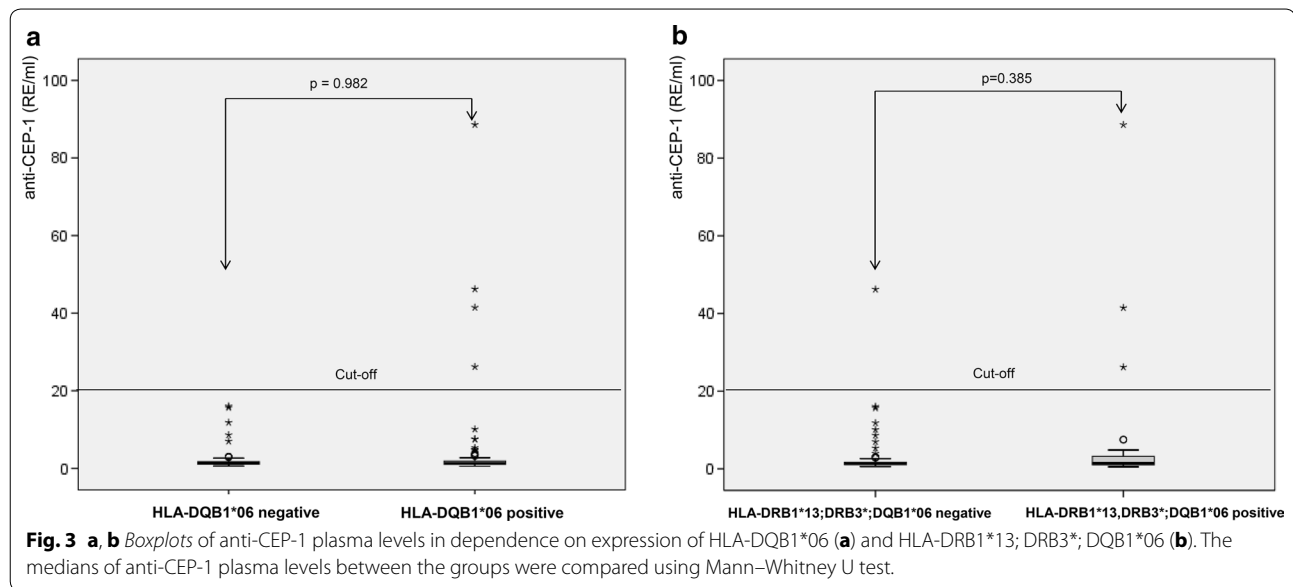 a
anti-CEP-1 (RE/ml)
100
80
60
40
20
0
p = 0.982
Cut-off
HLA-DQB1*06 negative
HLA-DQB1*06 positive
b
anti-CEP-1 (RE/ml)
100
80
60
40
20
0
p=0.385
Cut-off
HLA-DRB1*13;DRB3*;DQB1*06 negative
HLA-DRB1*13,DRB3*;DQB1*06 positive
Fig. 3 a, b Boxplots of anti-CEP-1 plasma levels in dependence on expression of HLA-DQB1*06 (a) and HLA-DRB1*13; DRB3*; DQB1*06 (b). The
medians of anti-CEP-1 plasma levels between the groups were compared using Mann–Whitney U test.